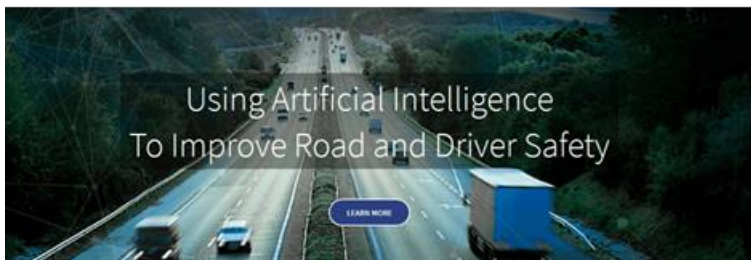 Using Artificial Intelligence
To Improve Road and Driver Safety
LEARN MORE